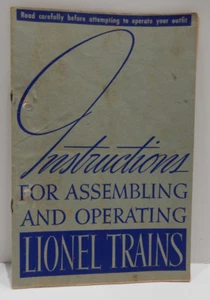 Read carefully before attempting to operate your outfit
Instructions
FOR ASSEMBLING
AND OPERATING
LIONEL TRAINS